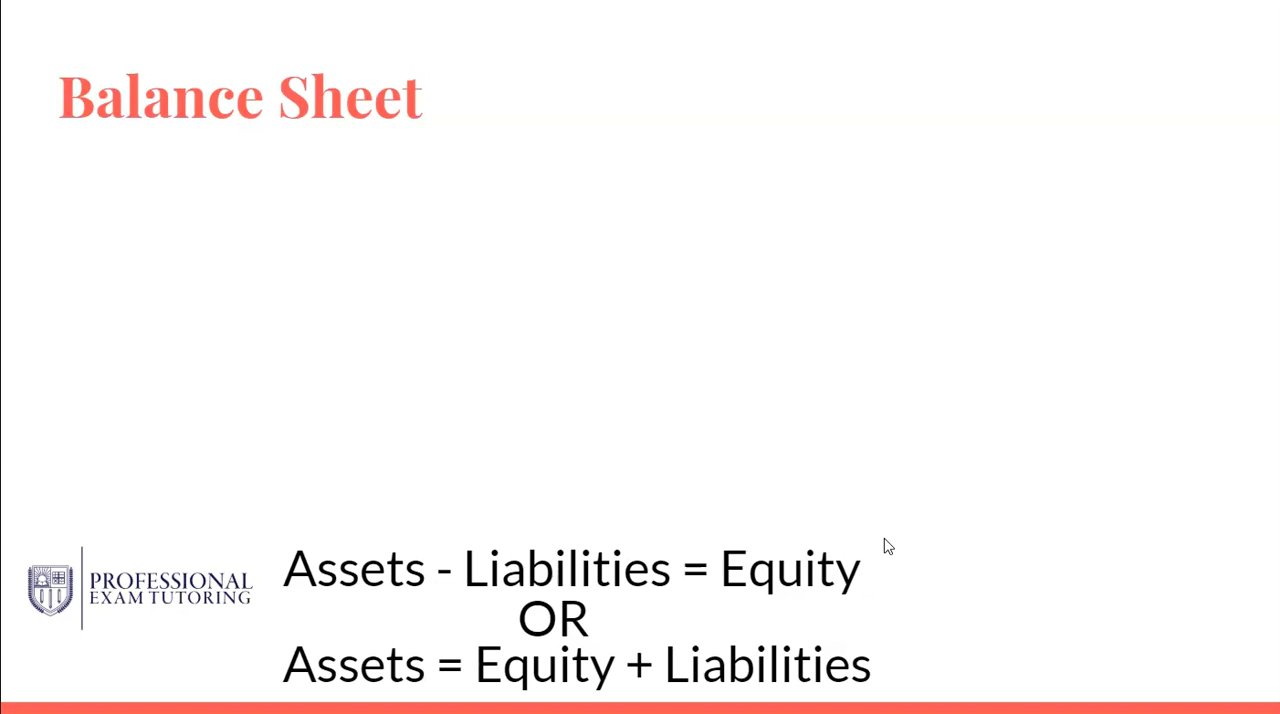 Balance Sheet
PROFESSIONAL
EXAM TUTORING
Assets - Liabilities = Equity
OR
Assets = Equity + Liabilities